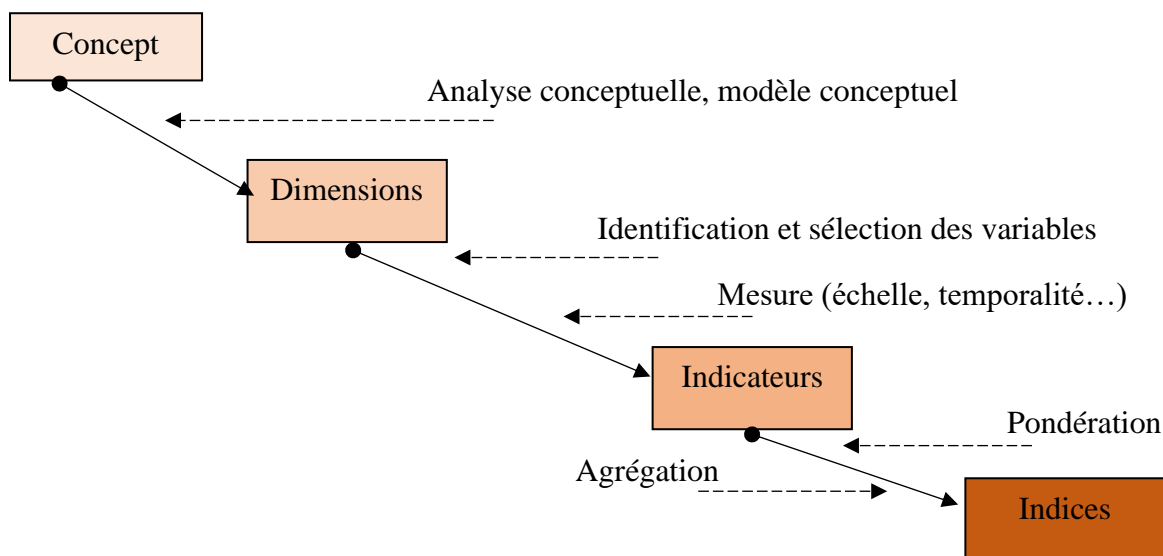 Concept
Analyse conceptuelle, modèle conceptuel
Dimensions
Identification et sélection des variables
Mesure (échelle, temporalité…)
Indicateurs
Pondération
Agrégation
Indices